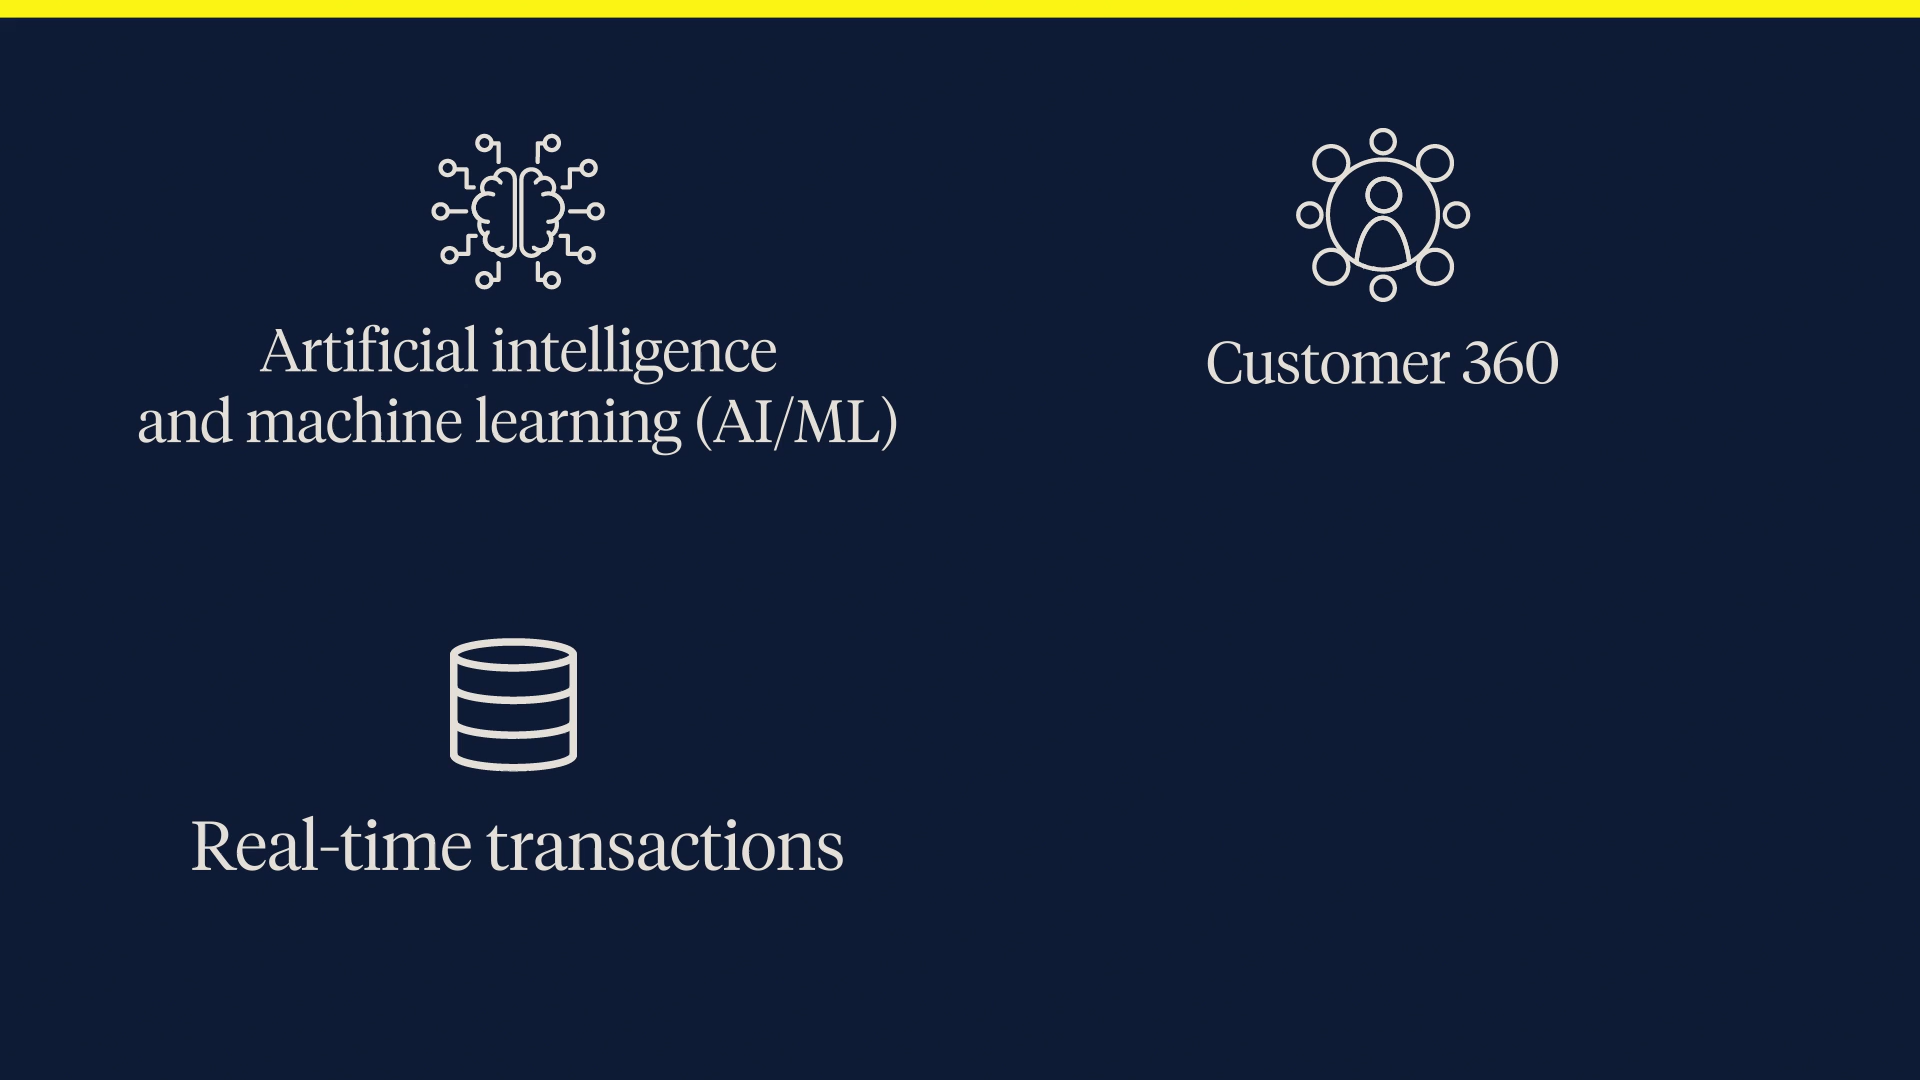 Artificial intelligence
and machine learning (AI/ML)
Customer 360
Real-time transactions